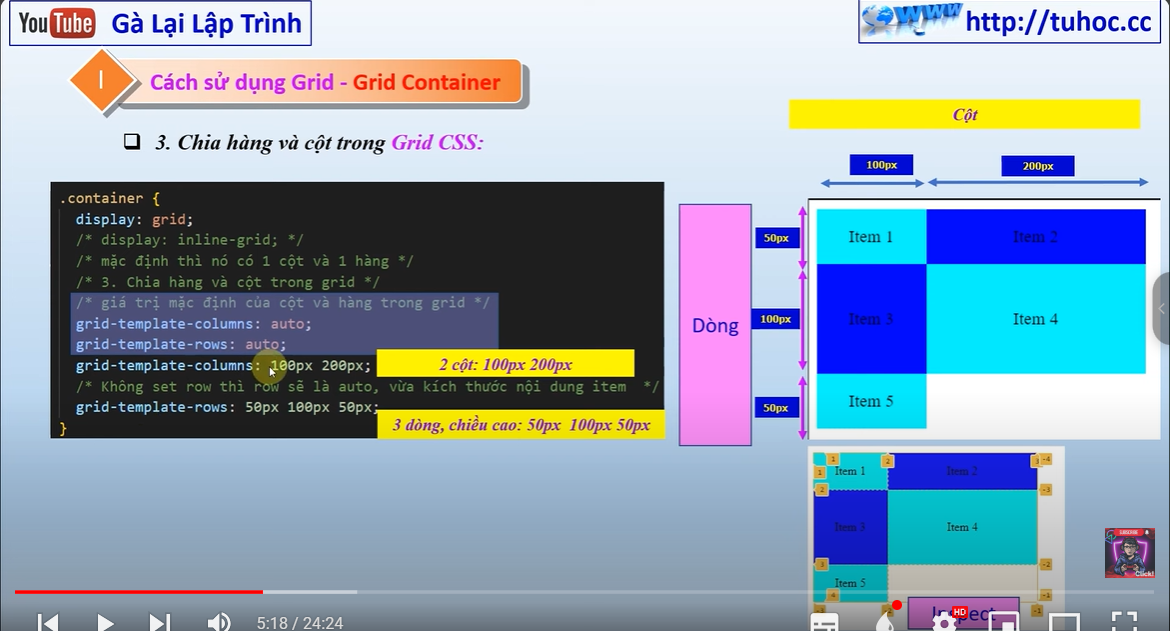 YouTube Gà Lại Lập Trình
WWW http://tuhoc.cc
I
Cách sử dụng Grid - Grid Container
3. Chia hàng và cột trong Grid CSS:
.container {
display: grid;
/* display: inline-grid; */
/* mặc định thì nó có 1 cột và 1 hàng */
/* 3. Chia hàng và cột trong grid */
/* giá trị mặc định của cột và hàng trong grid */
grid-template-columns: auto;
grid-template-rows: auto;
grid-template-columns: 100px 200px;
2 cột: 100px 200px
/* Không set row thì row sẽ là auto, vừa kích thước nội dung item */
grid-template-rows: 50px 100px 50px;
3 dòng, chiều cao: 50px 100px 50px
}
Cột
100px 200px
Dòng
50px
100px
50px
Item 1 Item 2
Item 3 Item 4
Item 5
1 2 -4
1 Item 1 Item 2
2 -3
Item 3 Item 4
3 -2
Item 5
4 -1
-1
Inspect
Click!
5:18 / 24:24
HD